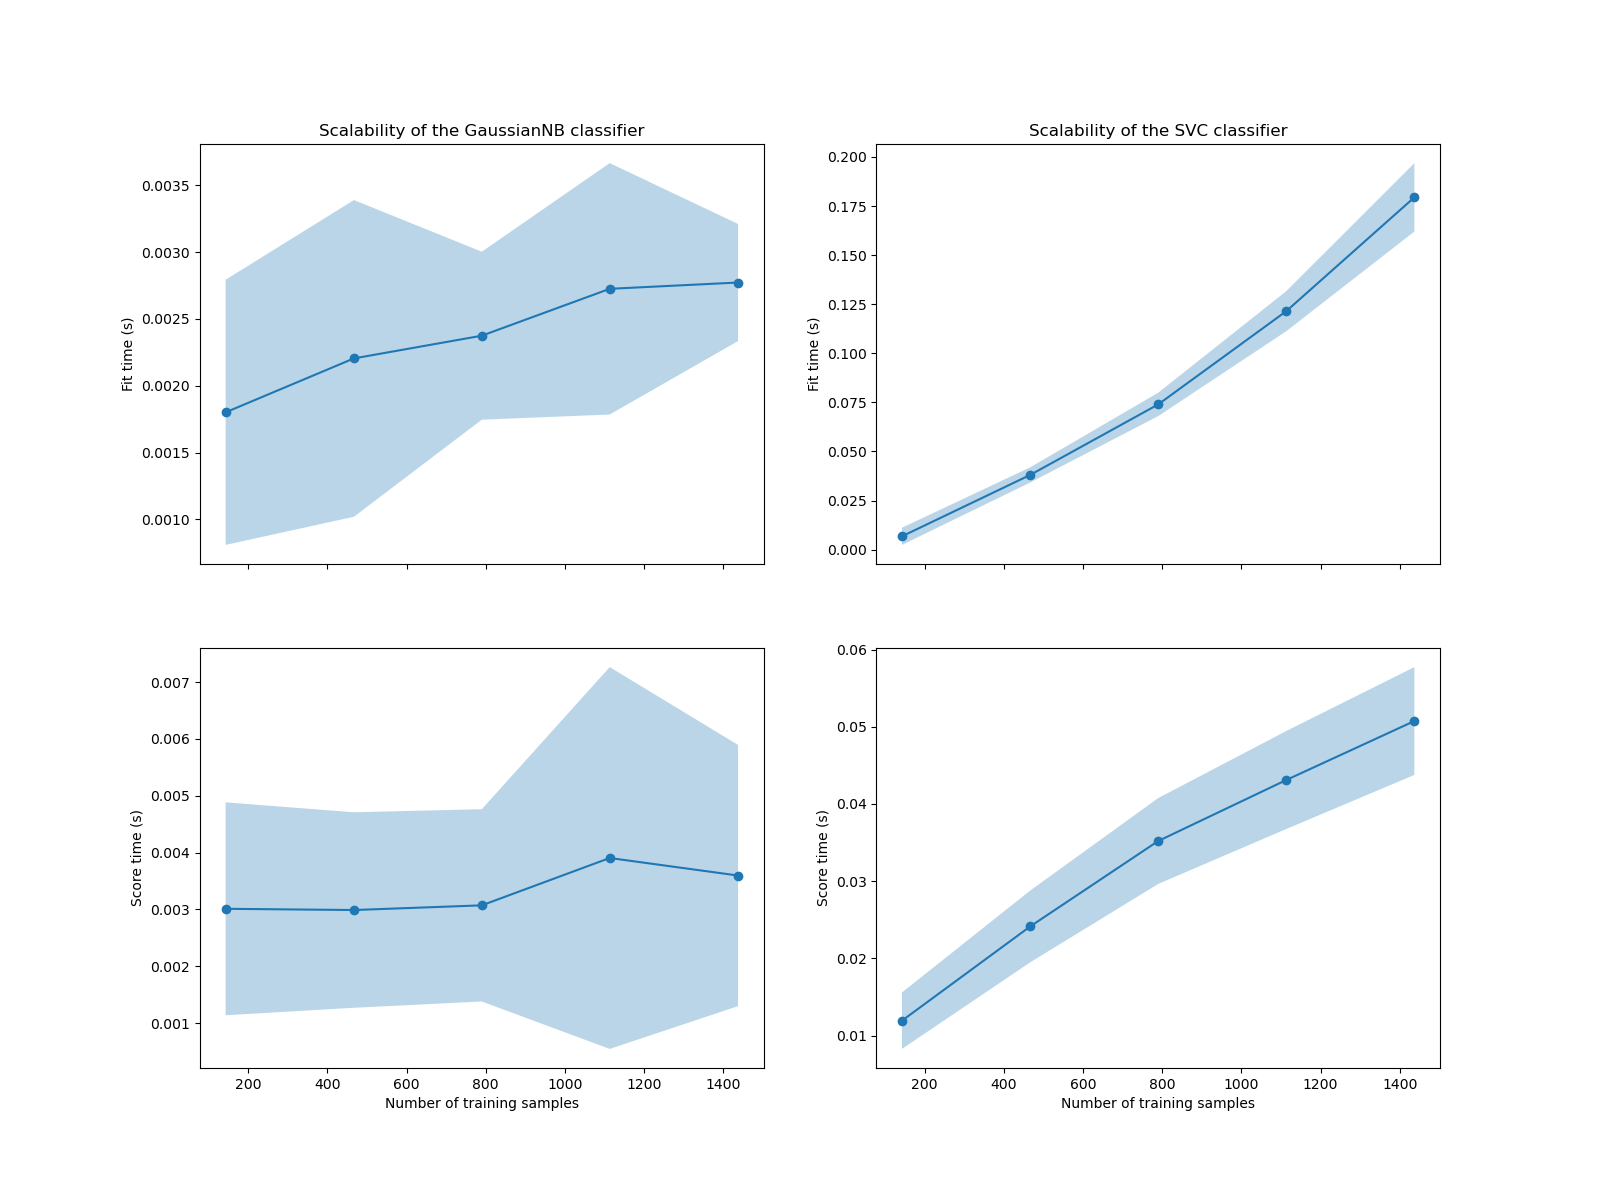 Scalability of the GaussianNB classifier
Fit time (s)
0.0035
0.0030
0.0025
0.0020
0.0015
0.0010
Scalability of the SVC classifier
Fit time (s)
0.200
0.175
0.150
0.125
0.100
0.075
0.050
0.025
0.000
Score time (s)
0.007
0.006
0.005
0.004
0.003
0.002
0.001
200 400 600 800 1000 1200 1400
Number of training samples
Score time (s)
0.06
0.05
0.04
0.03
0.02
0.01
200 400 600 800 1000 1200 1400
Number of training samples